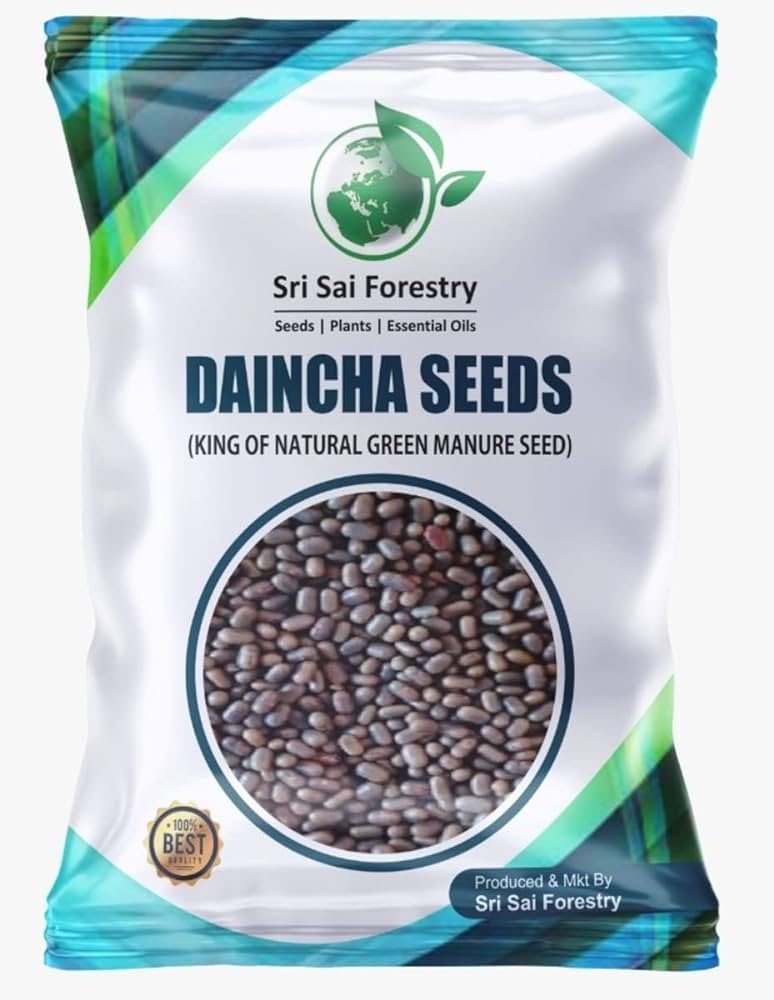 Sri Sai Forestry
Seeds | Plants | Essential Oils
DAINCHA SEEDS
(KING OF NATURAL GREEN MANURE SEED)
100%
BEST
QUALITY
Produced & Mkt By
Sri Sai Forestry